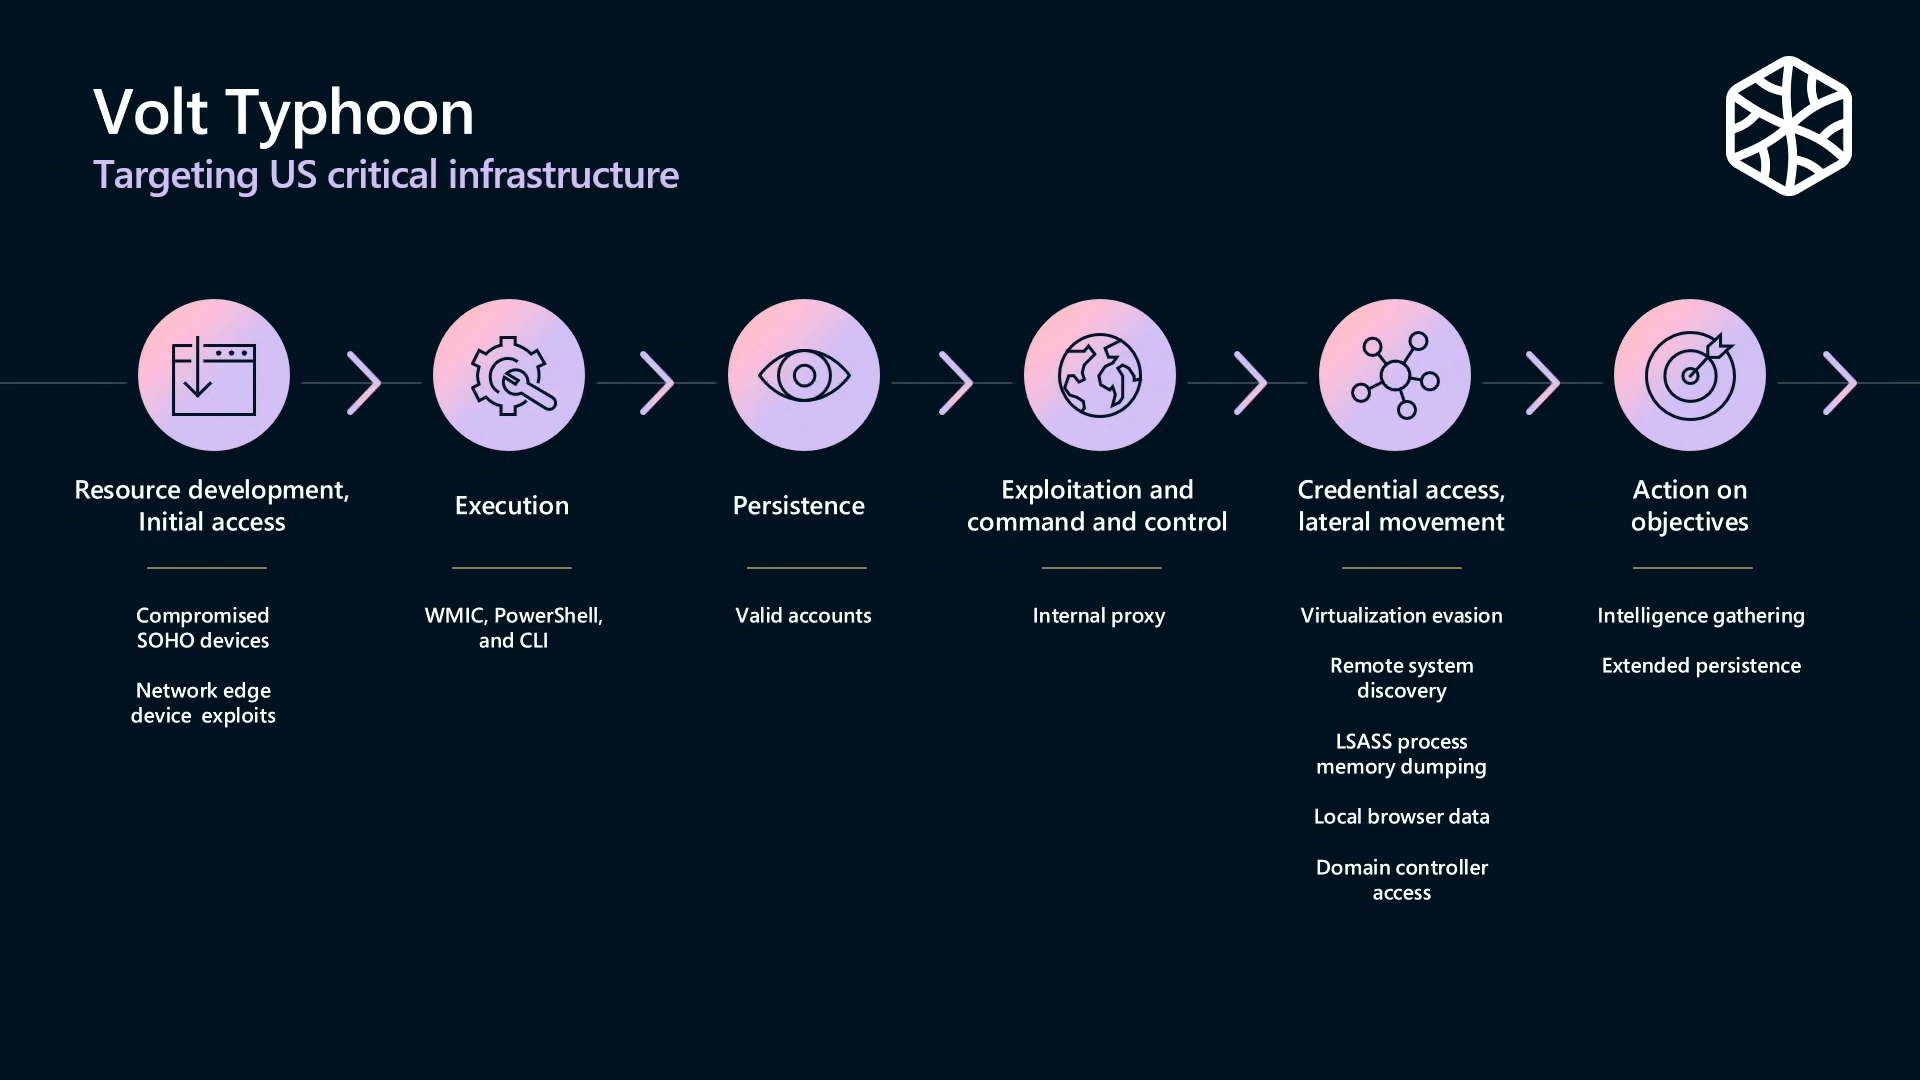 Volt Typhoon
Targeting US critical infrastructure
Resource development,
Initial access
Compromised
SOHO devices
Network edge
device  exploits
Execution
WMIC, PowerShell,
and CLI
Persistence
Valid accounts
Exploitation and
command and control
Internal proxy
Credential access,
lateral movement
Virtualization evasion
Remote system
discovery
LSASS process
memory dumping
Local browser data
Domain controller
access
Action on
objectives
Intelligence gathering
Extended persistence